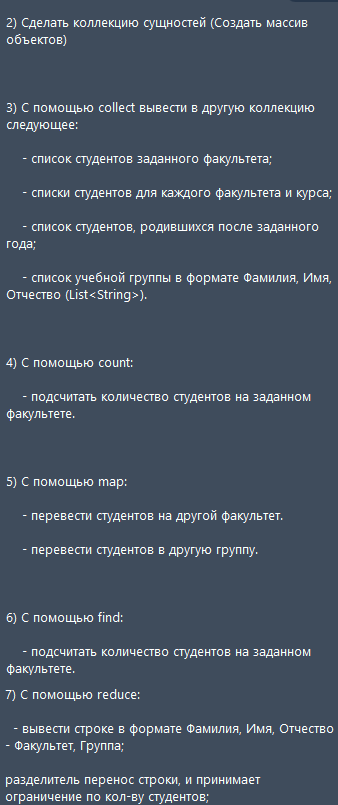 2) Сделать коллекцию сущностей (Создать массив
объектов)
3) С помощью collect вывести в другую коллекцию
следующее:
- список студентов заданного факультета;
- списки студентов для каждого факультета и курса;
- список студентов, родившихся после заданного
года;
- список учебной группы в формате Фамилия, Имя,
Отчество (List<String>).
4) С помощью count:
- подсчитать количество студентов на заданном
факультете.
5) С помощью map:
- перевести студентов на другой факультет.
- перевести студентов в другую группу.
6) С помощью find:
- подсчитать количество студентов на заданном
факультете.
7) С помощью reduce:
- вывести строке в формате Фамилия, Имя, Отчество
- Факультет, Группа;
разделитель перенос строки, и принимает
ограничение по кол-ву студентов;